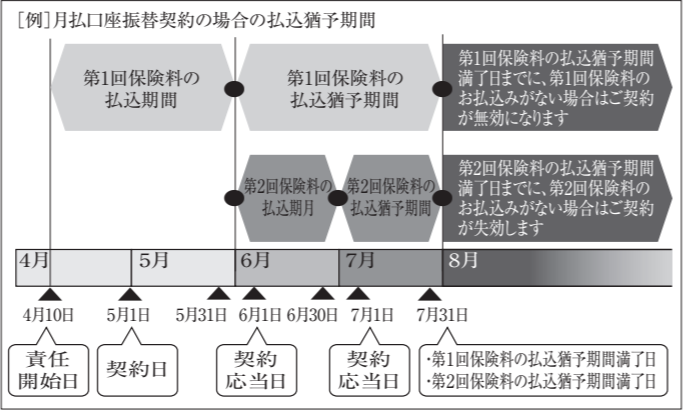 [例]月払口座振替契約の場合の払込猶予期間
第1回保険料の
払込期間
第1回保険料の
払込猶予期間
第1回保険料の払込猶予期間
満了日までに、第1回保険料の
お払込みがない場合はご契約
が無効になります
第2回保険料の
払込期月
第2回保険料の
払込猶予期間
第2回保険料の払込猶予期間
満了日までに、第2回保険料の
お払込みがない場合はご契約
が失効します
4月 5月 6月 7月 8月
4月10日 5月1日 5月31日 6月1日 6月30日 7月1日 7月31日
責任
開始日
契約日
契約
応当日
契約
応当日
・第1回保険料の払込猶予期間満了日
・第2回保険料の払込猶予期間満了日